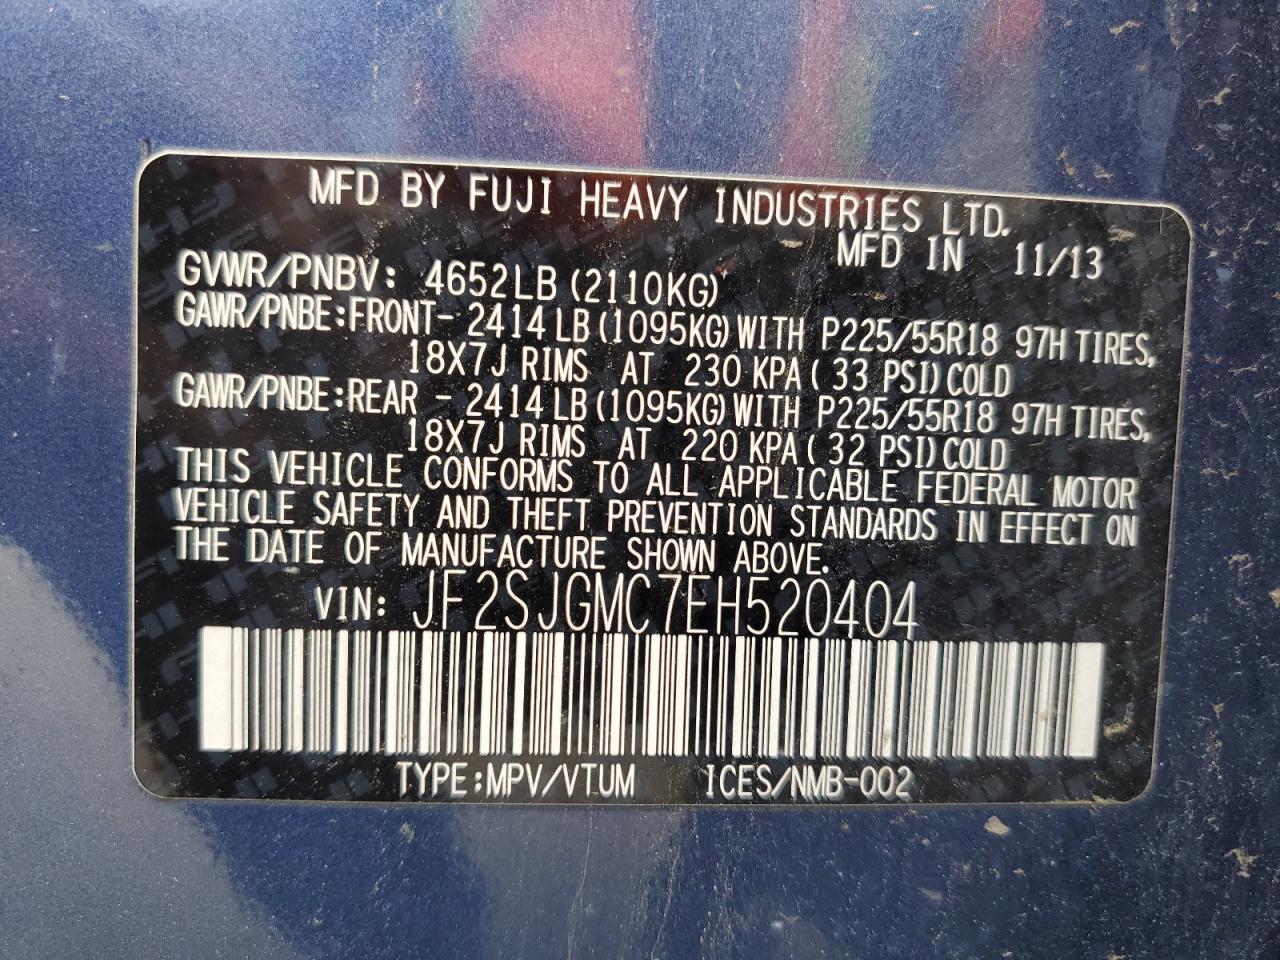 MFD BY FUJI HEAVY INDUSTRIES LTD.
MFD IN 11/13
GVWR/PNBV: 4652LB (2110KG)
GAWR/PNBE:FRONT- 2414 LB (1095KG) WITH P225/55R18 97H TIRES,
18X7J RIMS AT 230 KPA ( 33 PSI) COLD
GAWR/PNBE:REAR - 2414 LB (1095KG) WITH P225/55R18 97H TIRES,
18X7J RIMS AT 220 KPA ( 32 PSI) COLD
THIS VEHICLE CONFORMS TO ALL APPLICABLE FEDERAL MOTOR
VEHICLE SAFETY AND THEFT PREVENTION STANDARDS IN EFFECT ON
THE DATE OF MANUFACTURE SHOWN ABOVE.
VIN: JF2SJGMC7EH520404
TYPE:MPV/VTUM ICES/NMB-002